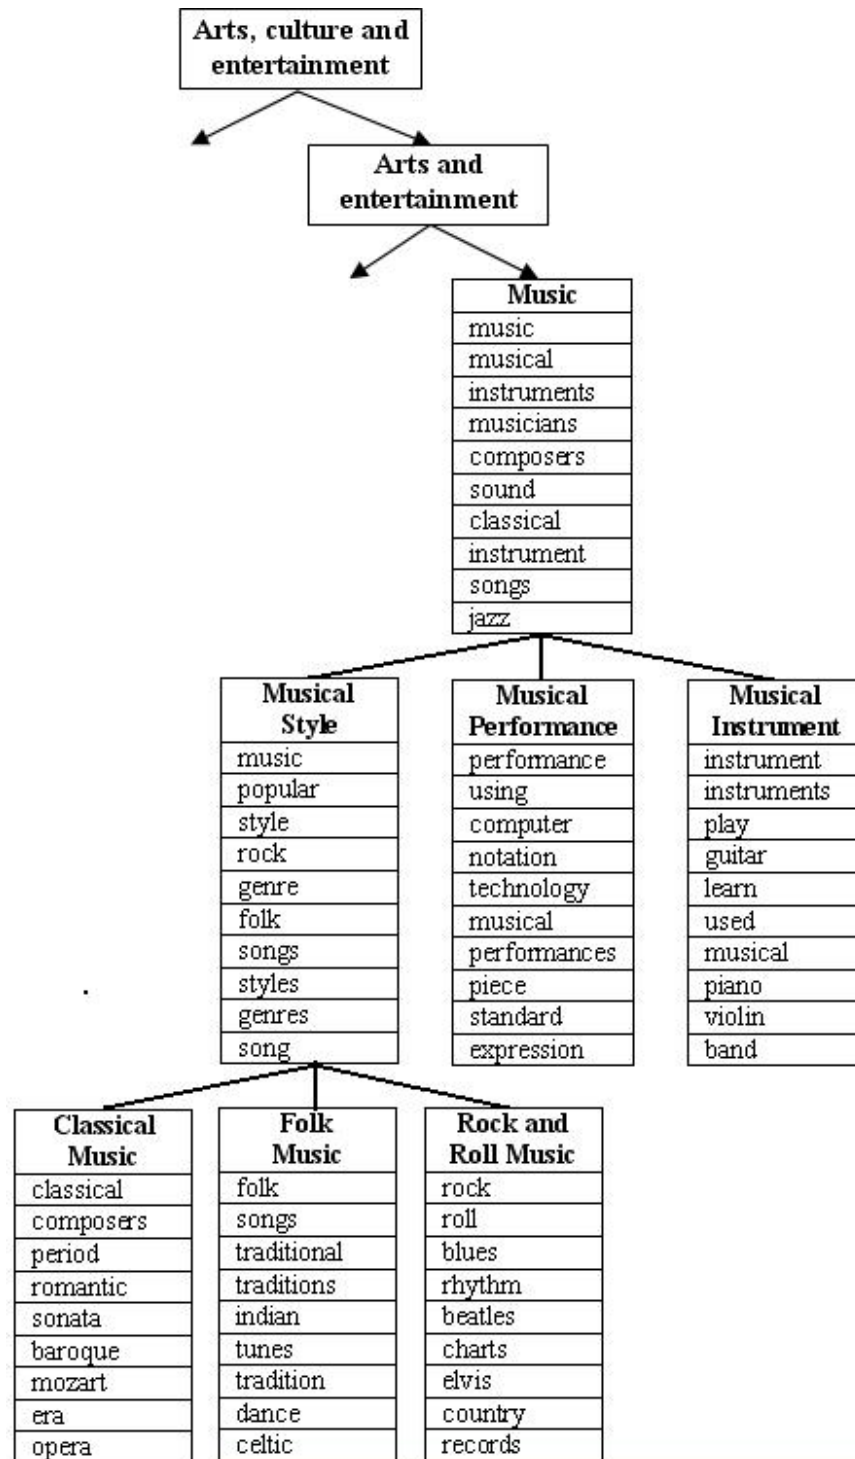 Arts, culture and
entertainment
Arts and
entertainment
Music
music
musical
instruments
musicians
composers
sound
classical
instrument
songs
jazz
Musical
Style
music
popular
style
rock
genre
folk
songs
styles
genres
song
Musical
Performance
performance
using
computer
notation
technology
musical
performances
piece
standard
expression
Musical
Instrument
instrument
instruments
play
guitar
learn
used
musical
piano
violin
band
Classical
Music
classical
composers
period
romantic
sonata
baroque
mozart
era
opera
Folk
Music
folk
songs
traditional
traditions
indian
tunes
tradition
dance
celtic
Rock and
Roll Music
rock
roll
blues
rhythm
beatles
charts
elvis
country
records